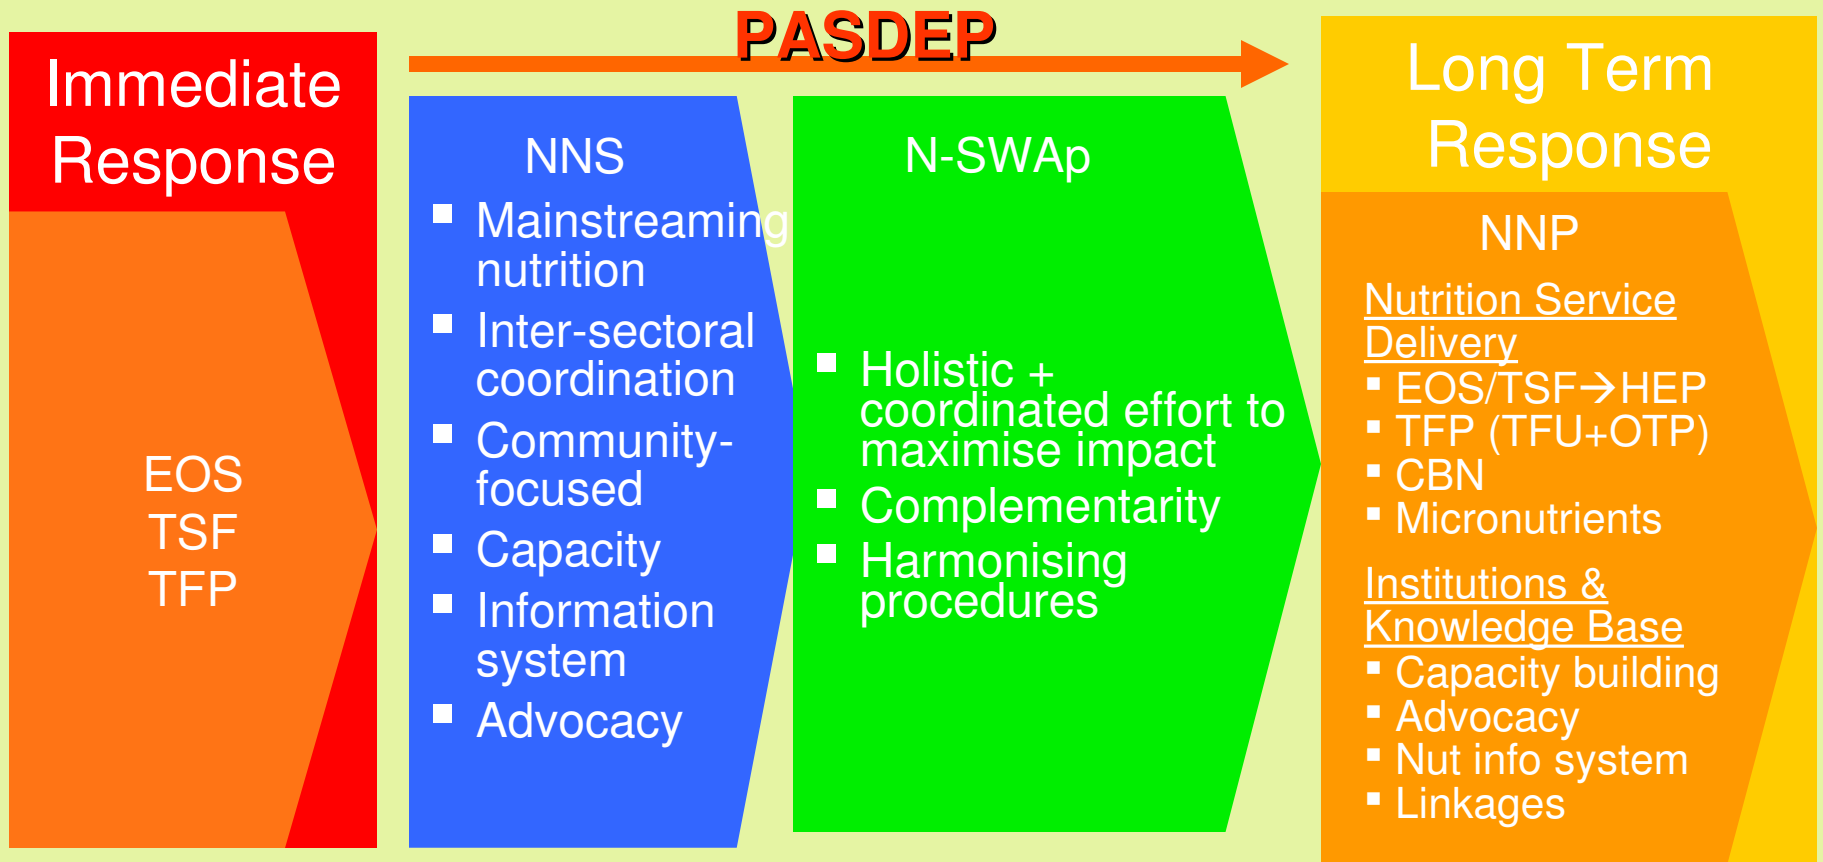 PASDEP
Immediate
Response
EOS
TSF
TFP
NNS
▪ Mainstreaming
nutrition
▪ Inter-sectoral
coordination
▪ Community-
focused
▪ Capacity
▪ Information
system
▪ Advocacy
N-SWAp
▪ Holistic +
coordinated effort to
maximise impact
▪ Complementarity
▪ Harmonising
procedures
Long Term
Response
NNP
Nutrition Service
Delivery
▪ EOS/TSF→HEP
▪ TFP (TFU+OTP)
▪ CBN
▪ Micronutrients
Institutions &
Knowledge Base
▪ Capacity building
▪ Advocacy
▪ Nut info system
▪ Linkages